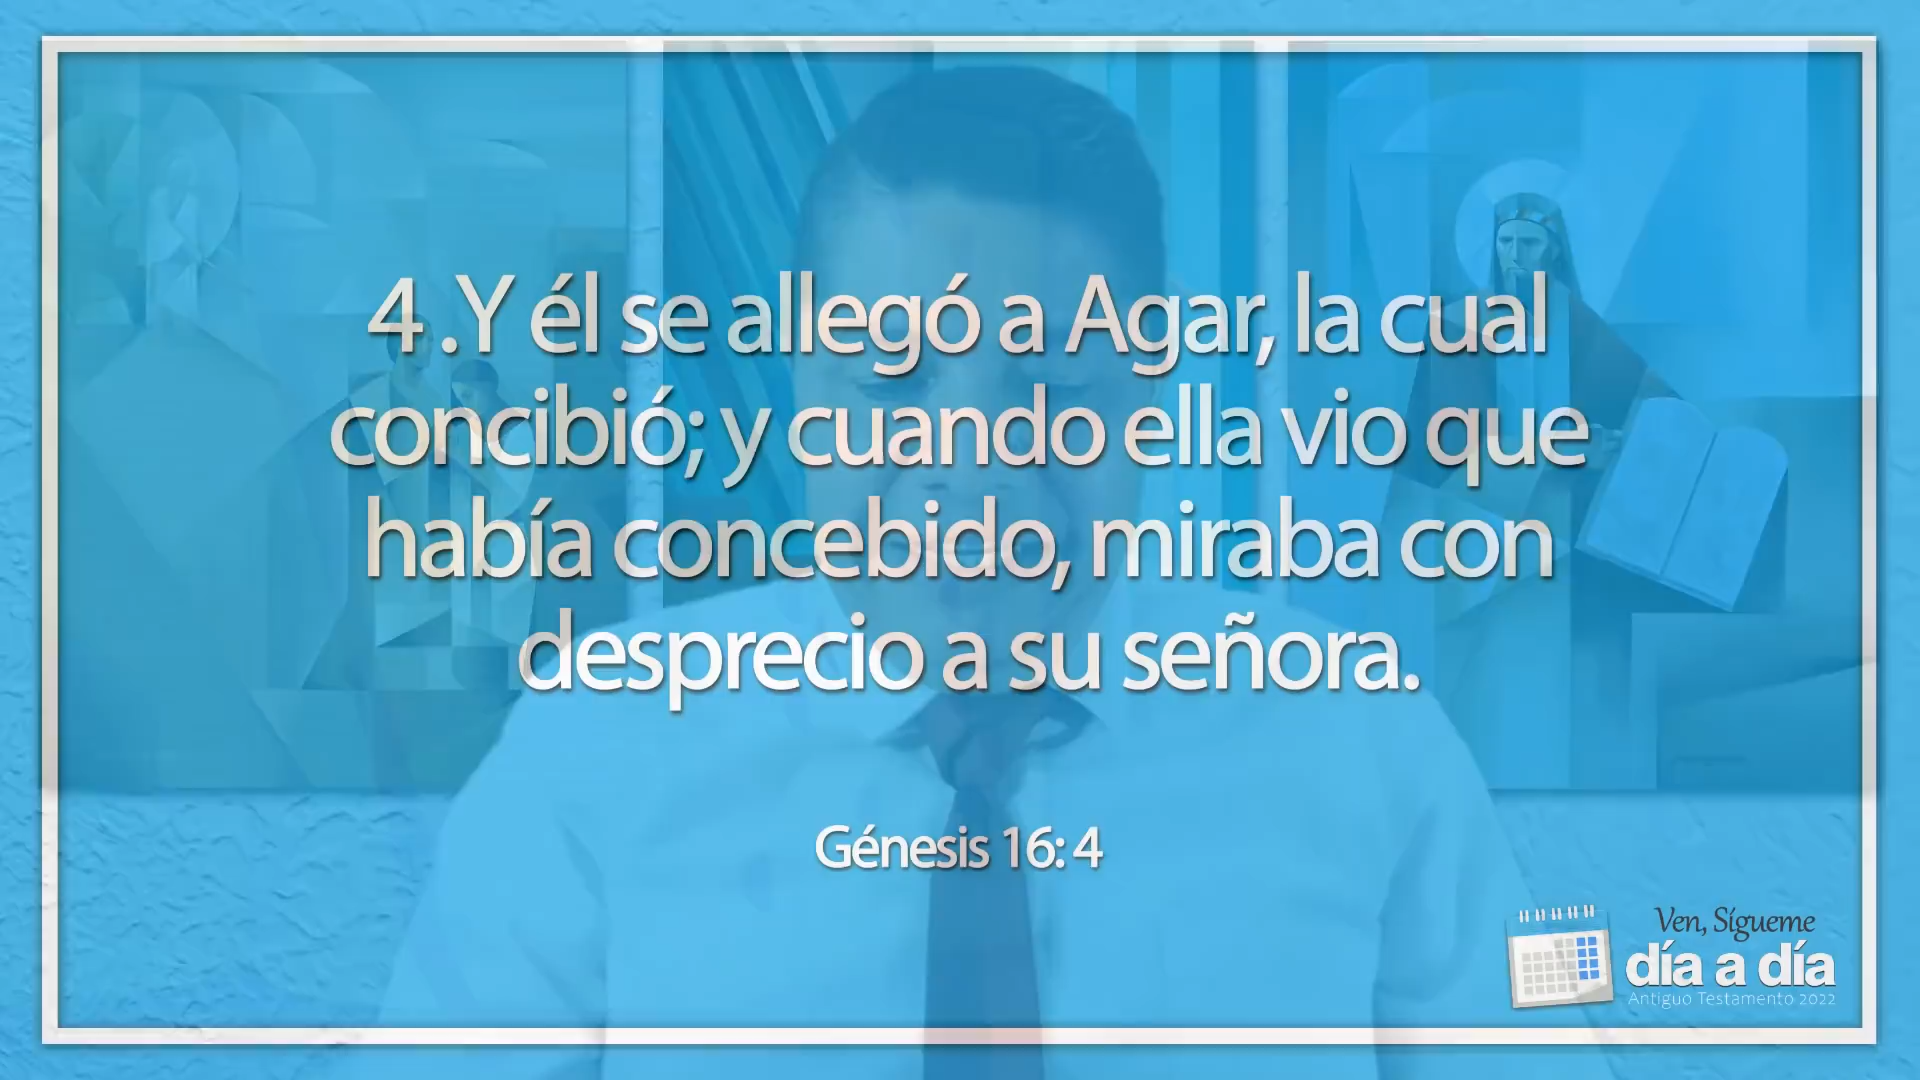 4 .Y él se allegó a Agar, la cual
concibió; y cuando ella vio que
había concebido, miraba con
desprecio a su señora.
Génesis 16: 4
Ven, Sígueme
día a día
Antiguo Testamento 2022